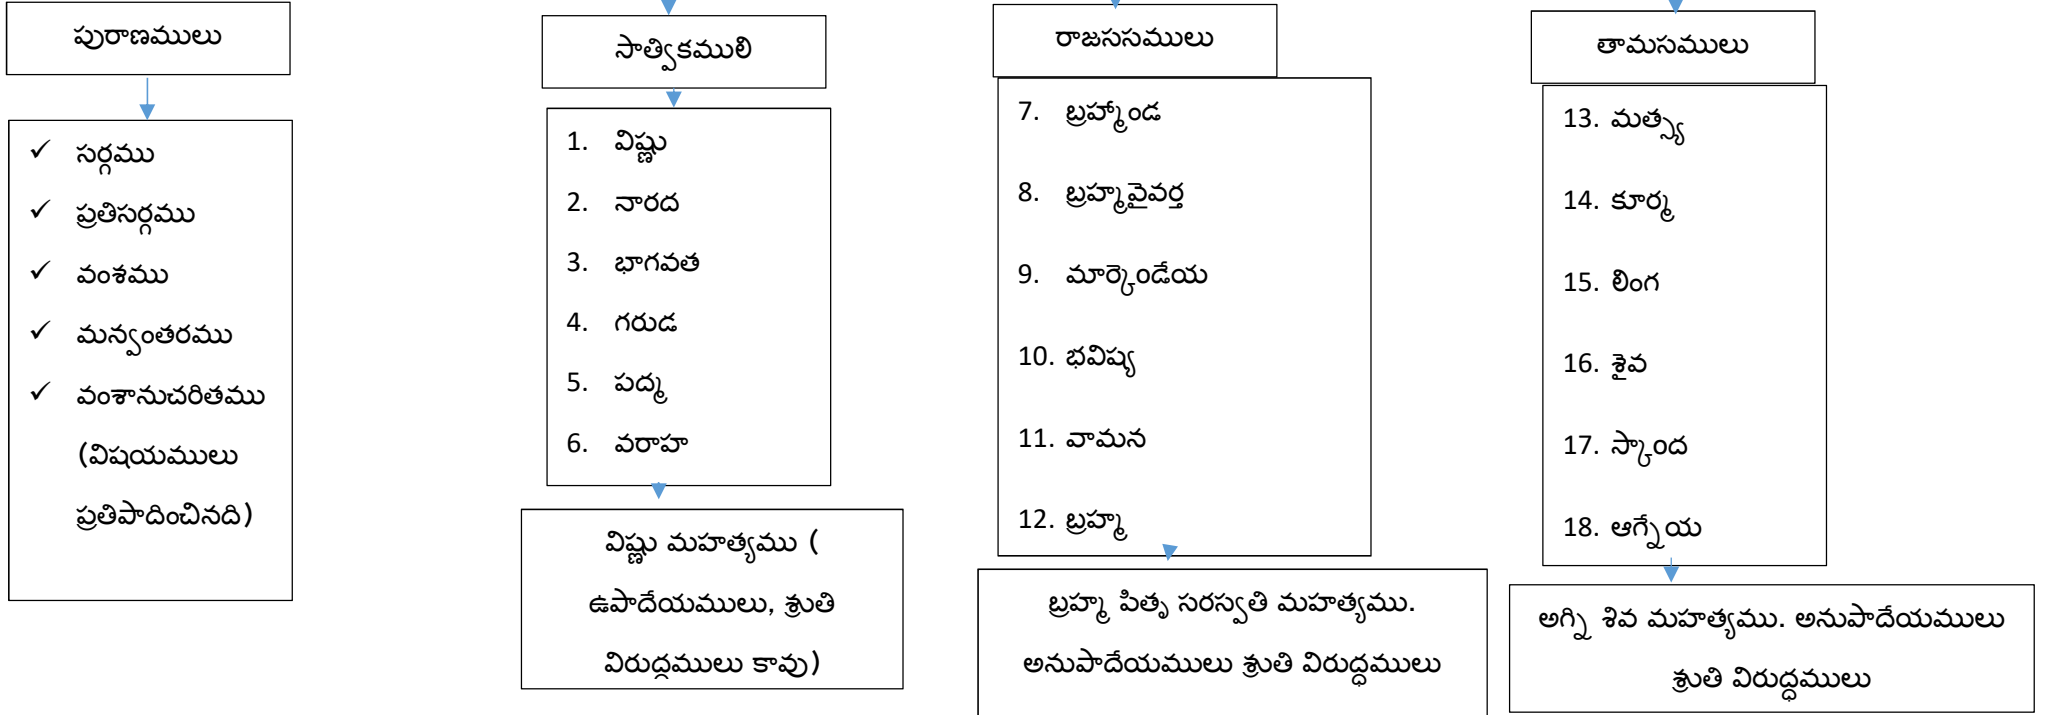 పురాణములు
✓ సర్గము
✓ ప్రతిసర్గము
✓ వంశము
✓ మన్వంతరము
✓ వంశానుచరితము
(విషయములు
ప్రతిపాదించినది)
సాత్వికములి
1. విష్ణు
2. నారద
3. భాగవత
4. గరుడ
5. పద్మ
6. వరాహ
విష్ణు మహత్యము (
ఉపాదేయములు, శ్రుతి
విరుద్ధములు కావు)
రాజససములు
7. బ్రహ్మాండ
8. బ్రహ్మవైవర్త
9. మార్కెండేయ
10. భవిష్య
11. వామన
12. బ్రహ్మ
బ్రహ్మ పితృ సరస్వతి మహత్యము.
అనుపాదేయములు శ్రుతి విరుద్ధములు
తామసములు
13. మత్స్య
14. కూర్మ
15. లింగ
16. శైవ
17. స్కాంద
18. ఆగ్నేయ
అగ్ని శివ మహత్యము. అనుపాదేయములు
శ్రుతి విరుద్ధములు